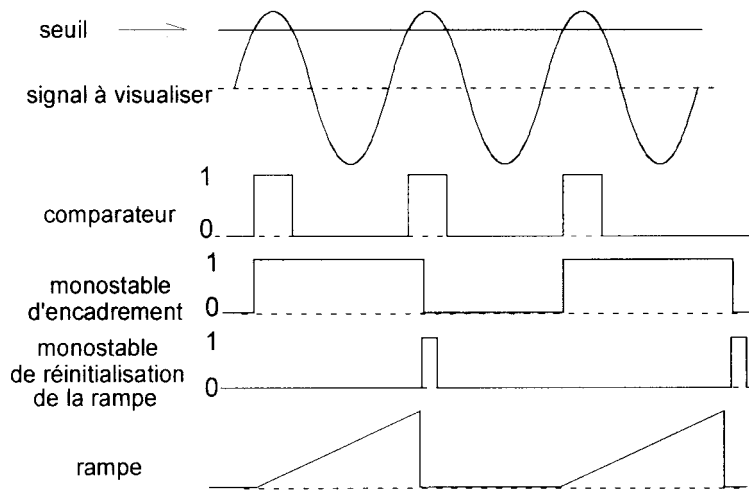 seuil
signal à visualiser
1
comparateur
0
1
monostable
d'encadrement
0
monostable
1
de réinitialisation
0
de la rampe
rampe